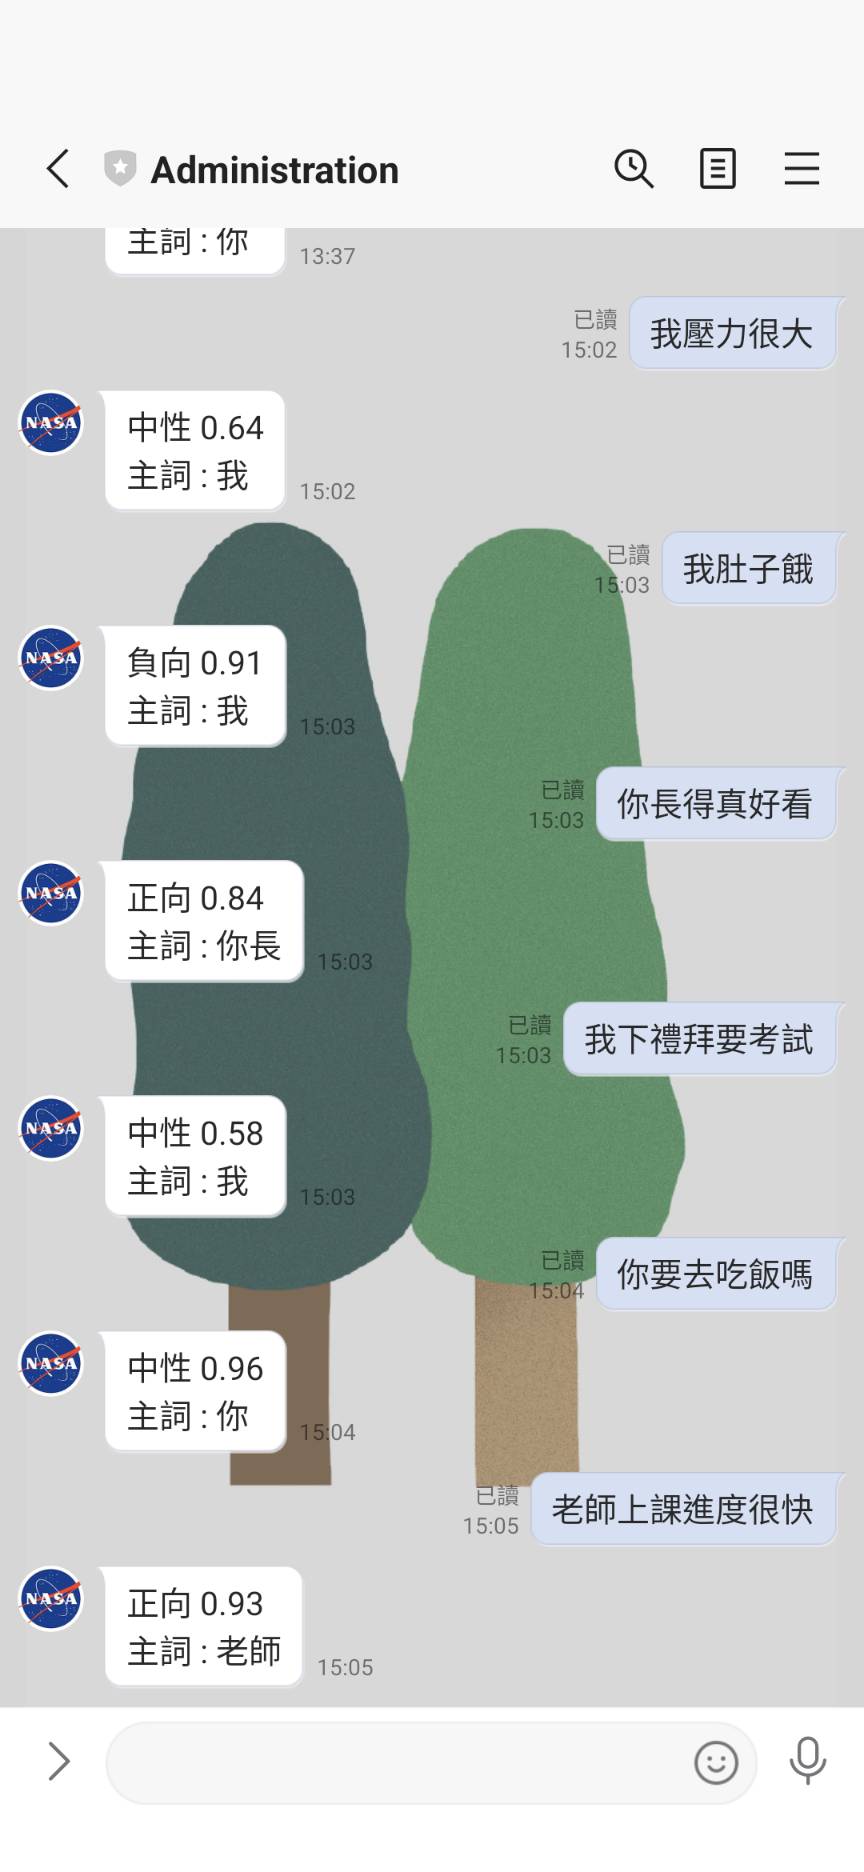 Administration
主詞 : 你
13:37
已讀
15:02
我壓力很大
NASA
中性 0.64
主詞 : 我
15:02
已讀
15:03
我肚子餓
NASA
負向 0.91
主詞 : 我
15:03
已讀
15:03
你長得真好看
NASA
正向 0.84
主詞 : 你長
15:03
已讀
15:03
我下禮拜要考試
NASA
中性 0.58
主詞 : 我
15:03
已讀
15:04
你要去吃飯嗎
NASA
中性 0.96
主詞 : 你
15:04
已讀
15:05
老師上課進度很快
NASA
正向 0.93
主詞 : 老師
15:05